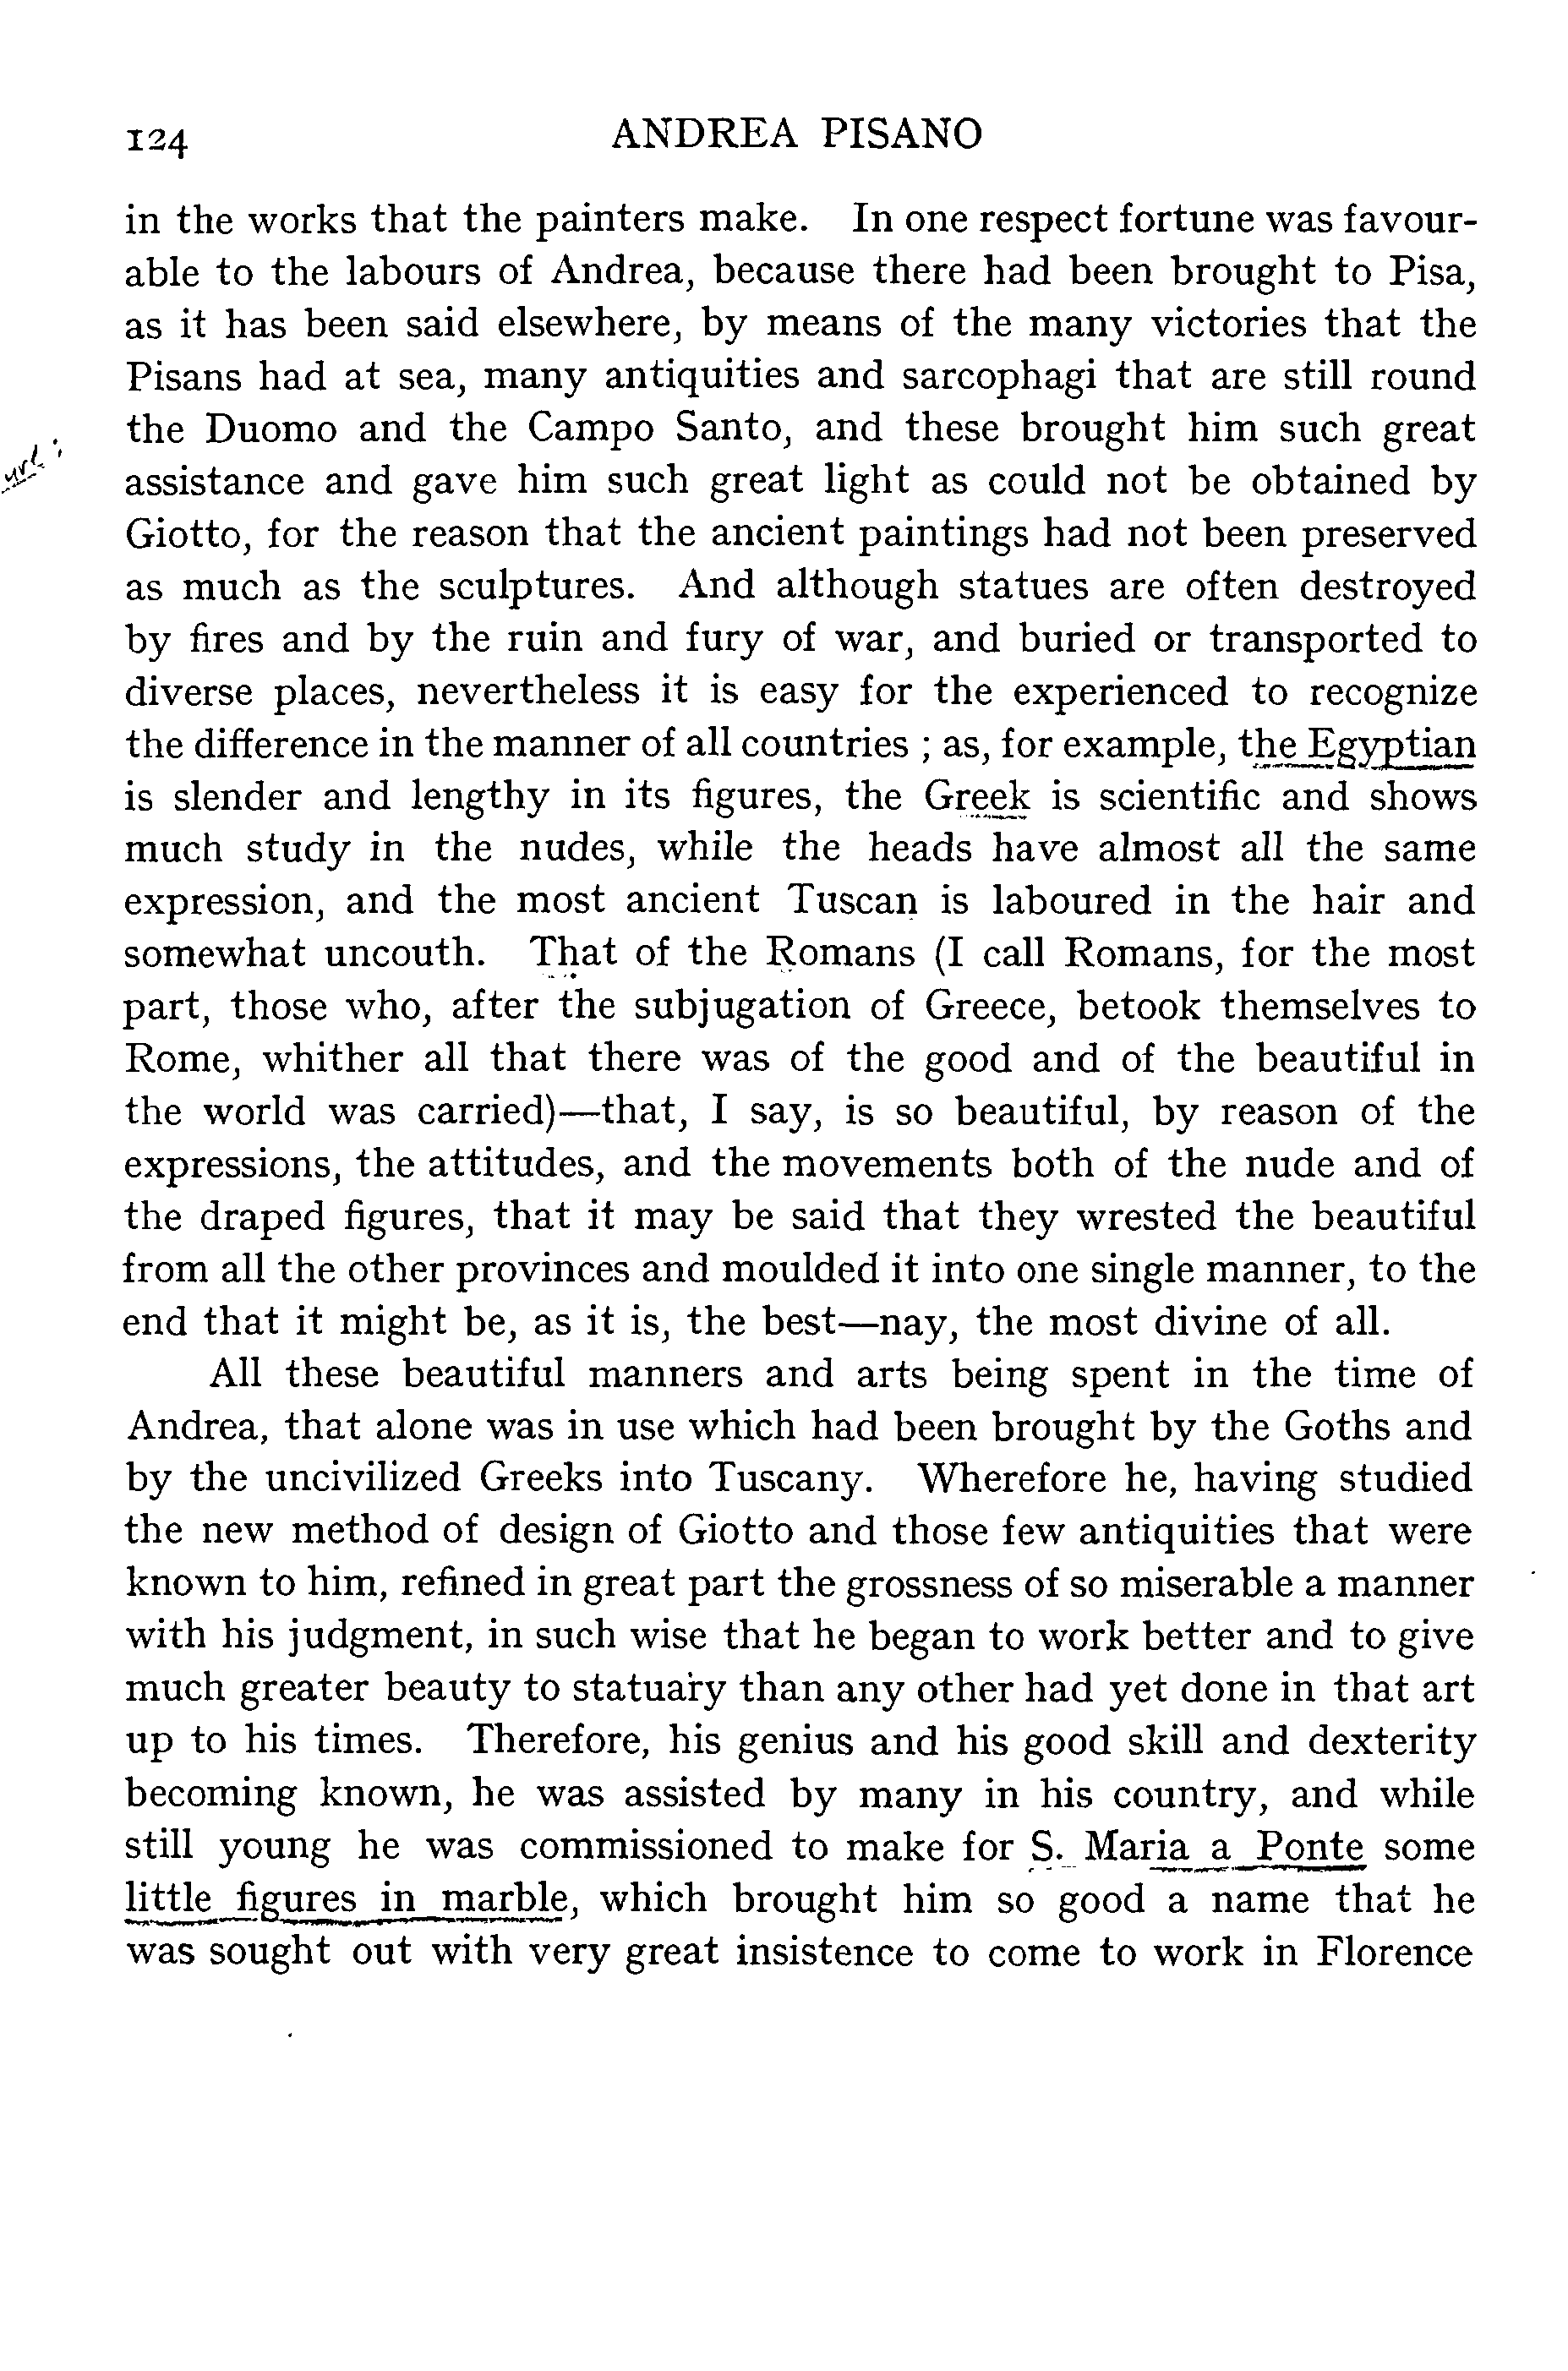 124 ANDREA PISANO
in the works that the painters make. In one respect fortune was favour-
able to the labours of Andrea, because there had been brought to Pisa,
as it has been said elsewhere, by means of the many victories that the
Pisans had at sea, many antiquities and sarcophagi that are still round
the Duomo and the Campo Santo, and these brought him such great
assistance and gave him such great light as could not be obtained by
Giotto, for the reason that the ancient paintings had not been preserved
as much as the sculptures. And although statues are often destroyed
by fires and by the ruin and fury of war, and buried or transported to
diverse places, nevertheless it is easy for the experienced to recognize
the difference in the manner of all countries ; as, for example, the Egyptian
is slender and lengthy in its figures, the Greek is scientific and shows
much study in the nudes, while the heads have almost all the same
expression, and the most ancient Tuscan is laboured in the hair and
somewhat uncouth. That of the Romans (I call Romans, for the most
part, those who, after the subjugation of Greece, betook themselves to
Rome, whither all that there was of the good and of the beautiful in
the world was carried)—that, I say, is so beautiful, by reason of the
expressions, the attitudes, and the movements both of the nude and of
the draped figures, that it may be said that they wrested the beautiful
from all the other provinces and moulded it into one single manner, to the
end that it might be, as it is, the best—nay, the most divine of all.
All these beautiful manners and arts being spent in the time of
Andrea, that alone was in use which had been brought by the Goths and
by the uncivilized Greeks into Tuscany. Wherefore he, having studied
the new method of design of Giotto and those few antiquities that were
known to him, refined in great part the grossness of so miserable a manner
with his judgment, in such wise that he began to work better and to give
much greater beauty to statuary than any other had yet done in that art
up to his times. Therefore, his genius and his good skill and dexterity
becoming known, he was assisted by many in his country, and while
still young he was commissioned to make for S. Maria a Ponte some
little figures in marble, which brought him so good a name that he
was sought out with very great insistence to come to work in Florence